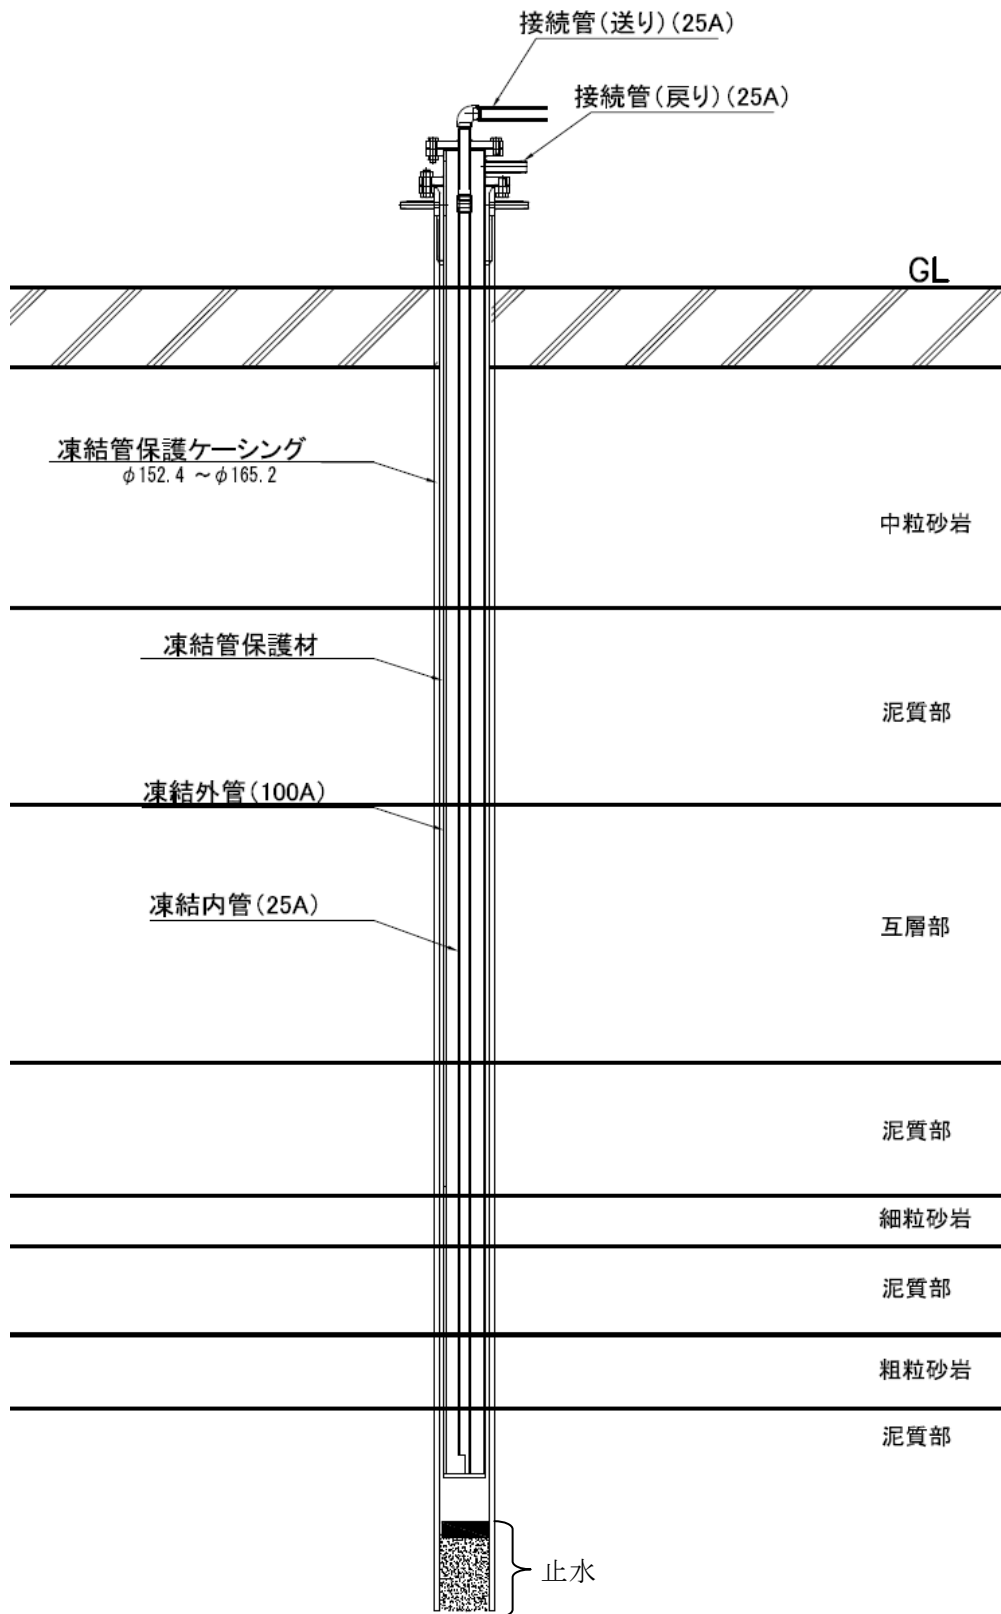 接続管(送り)(25A)
接続管(戻り)(25A)
GL
凍結管保護ケーシング
φ152.4 ～φ165.2
中粒砂岩
凍結管保護材
泥質部
凍結外管(100A)
凍結内管(25A)
互層部
泥質部
細粒砂岩
泥質部
粗粒砂岩
泥質部
止水